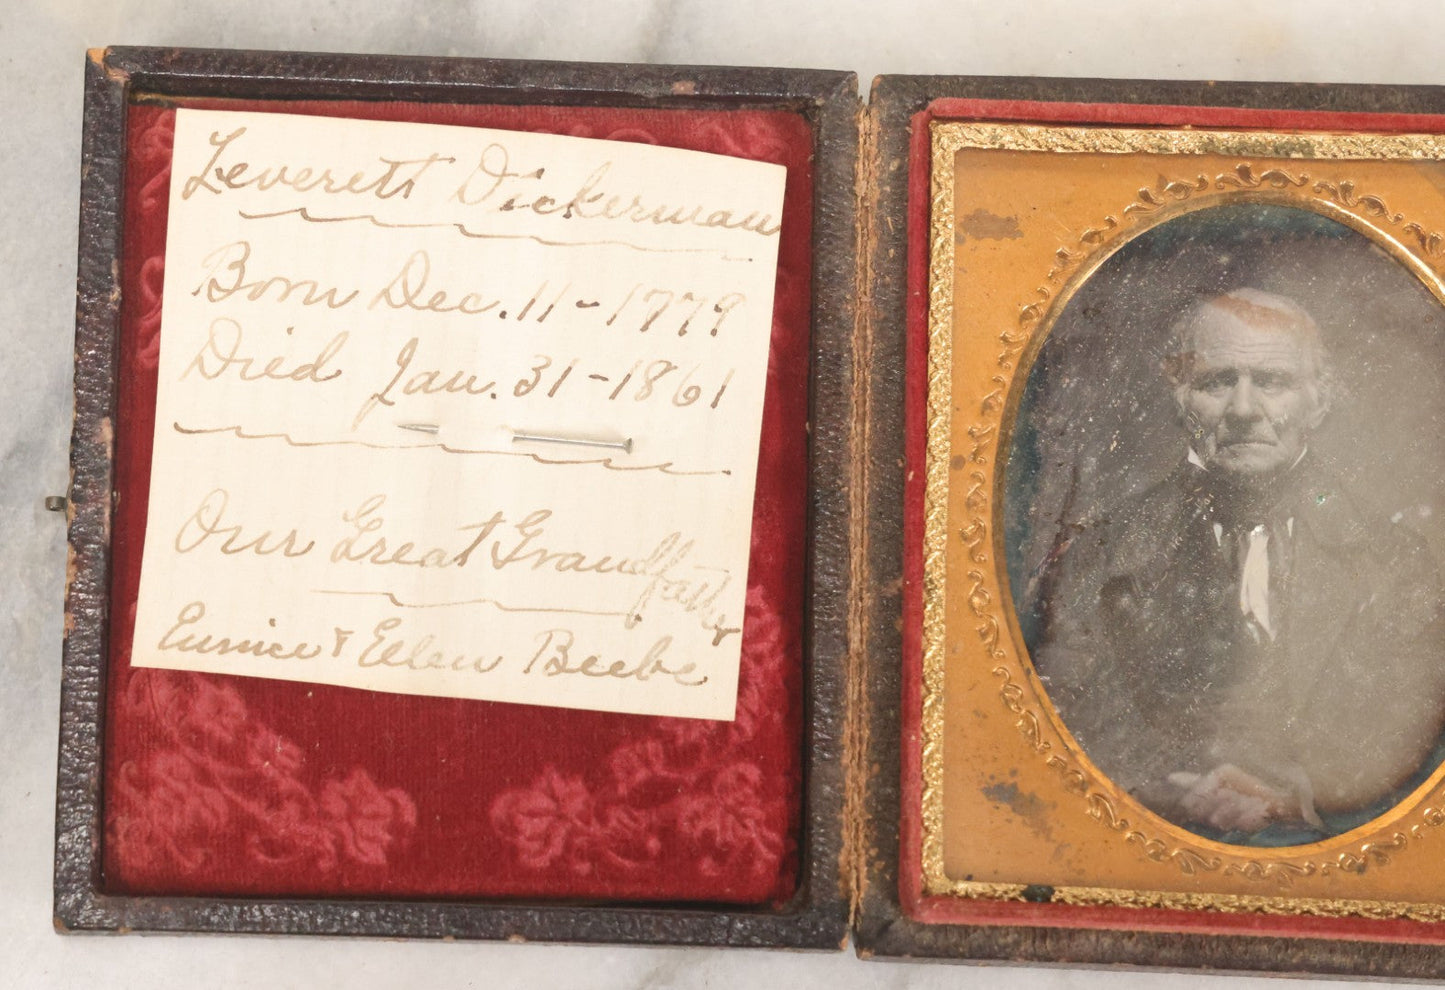 Leverett Dickerman
Born Dec. 11 - 1779
Died Jan. 31 - 1861
Our Great Grandfather
Eunice & Ellen Beebe